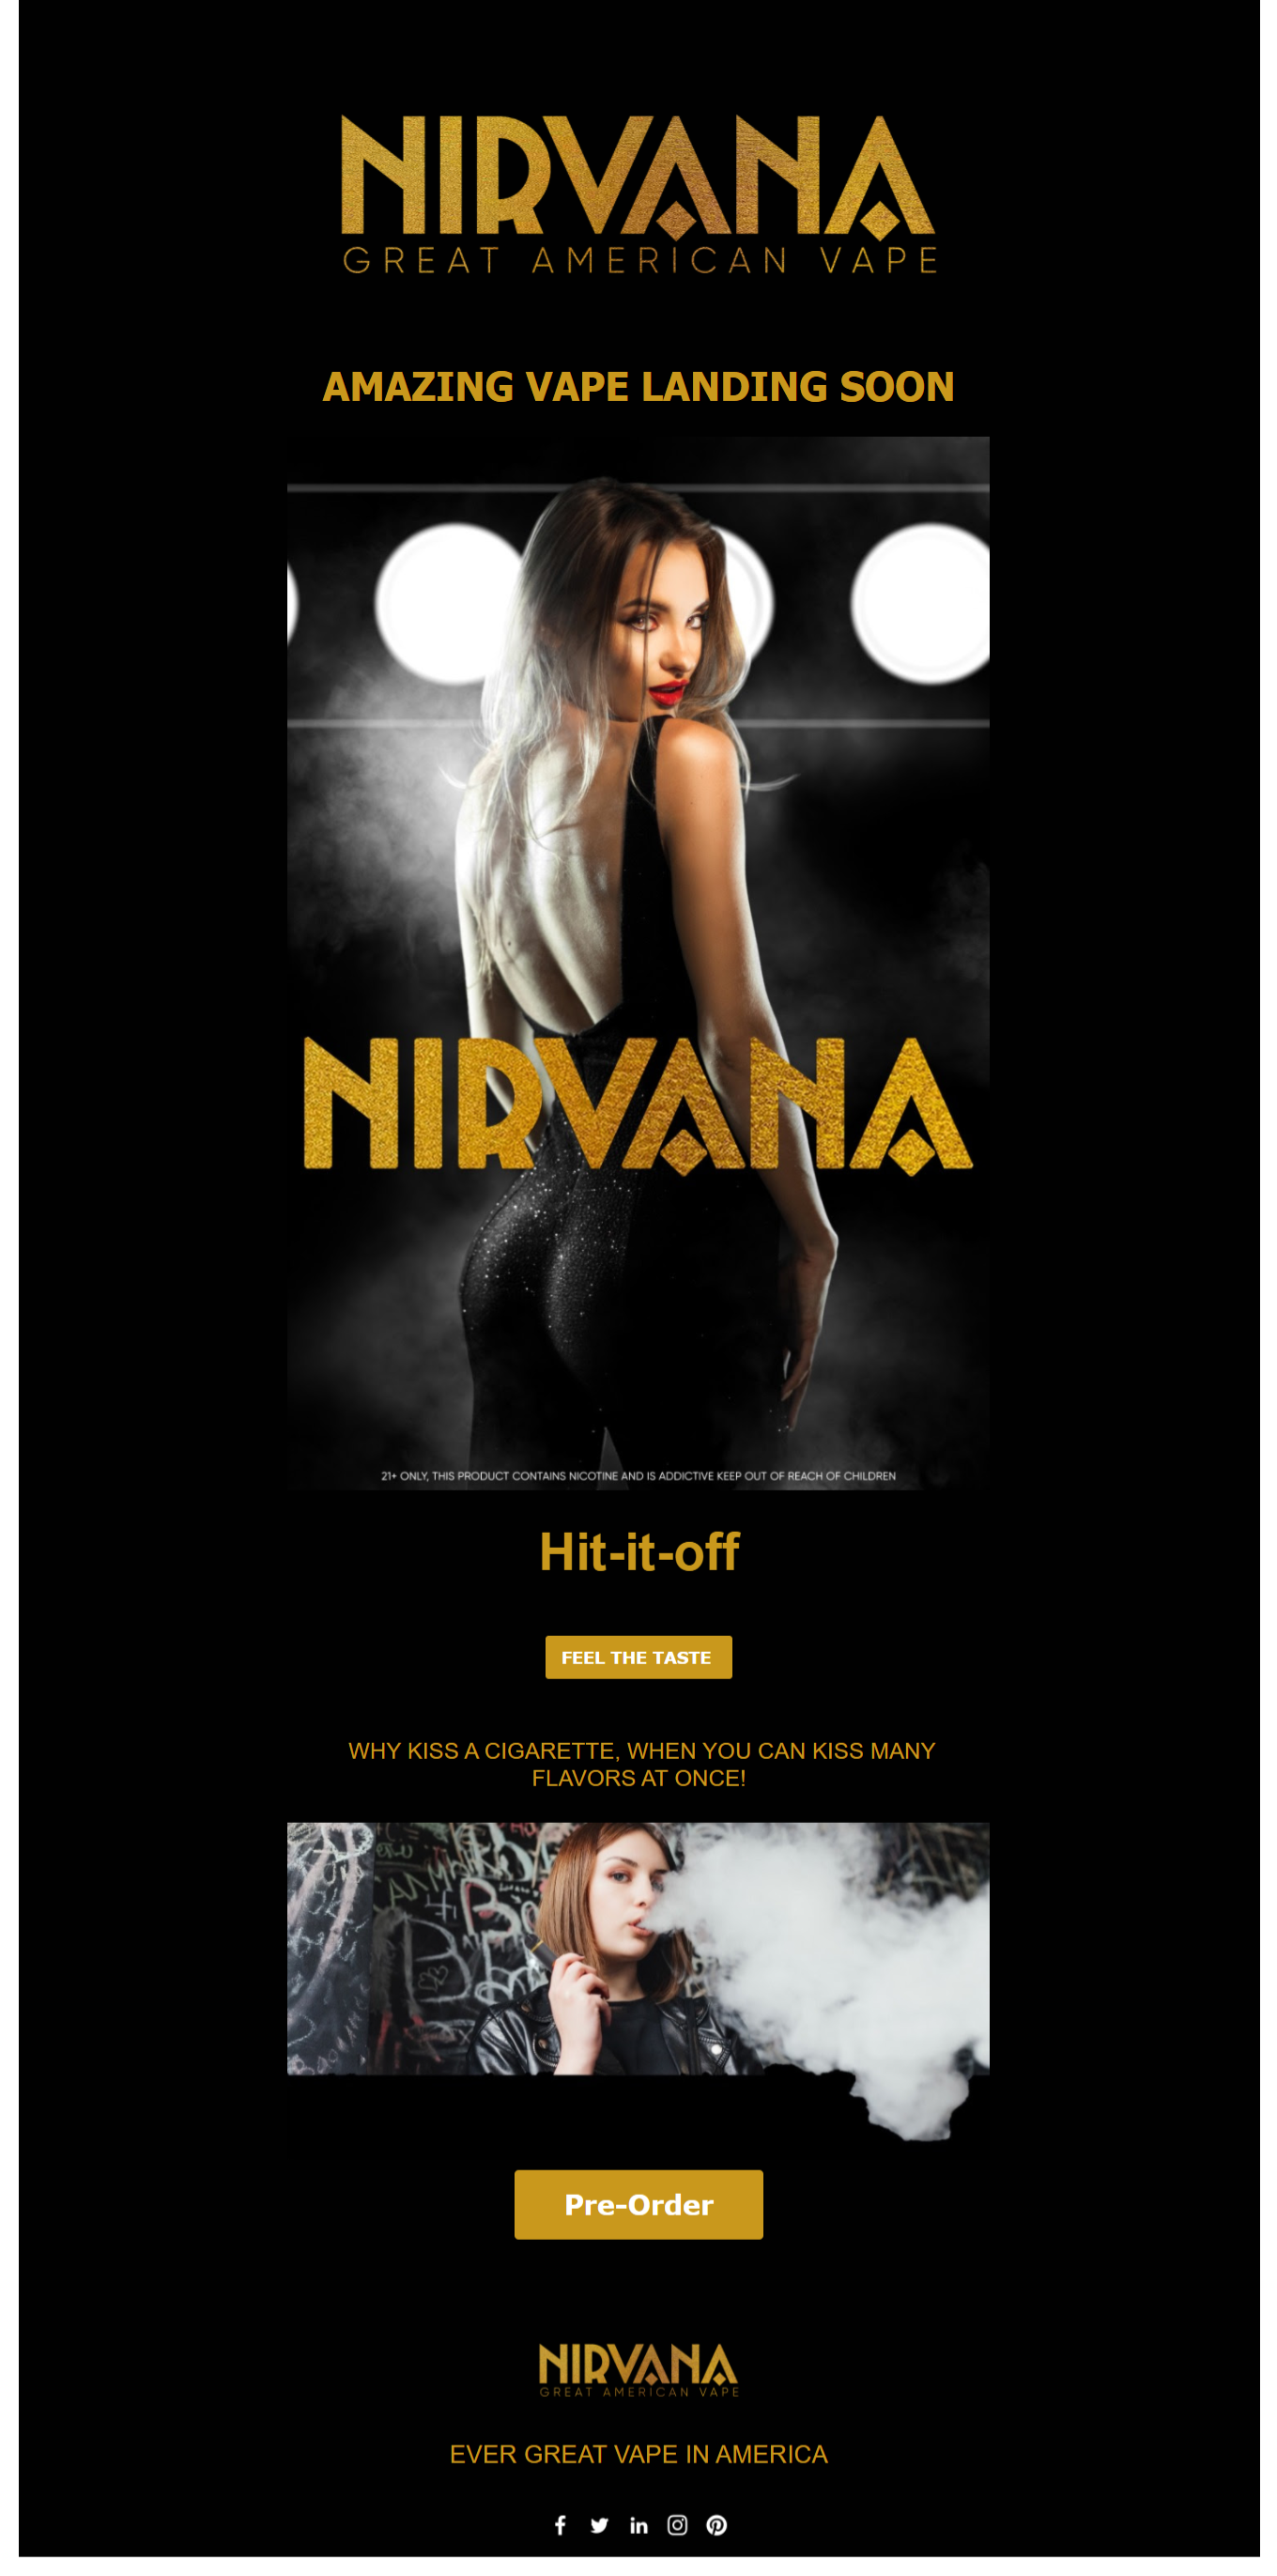 NIRVANA
GREAT AMERICAN VAPE
AMAZING VAPE LANDING SOON
NIRVANA
21+ ONLY, THIS PRODUCT CONTAINS NICOTINE AND IS ADDICTIVE KEEP OUT OF REACH OF CHILDREN
Hit-it-off
FEEL THE TASTE
WHY KISS A CIGARETTE, WHEN YOU CAN KISS MANY
FLAVORS AT ONCE!
Pre-Order
NIRVANA
GREAT AMERICAN VAPE
EVER GREAT VAPE IN AMERICA